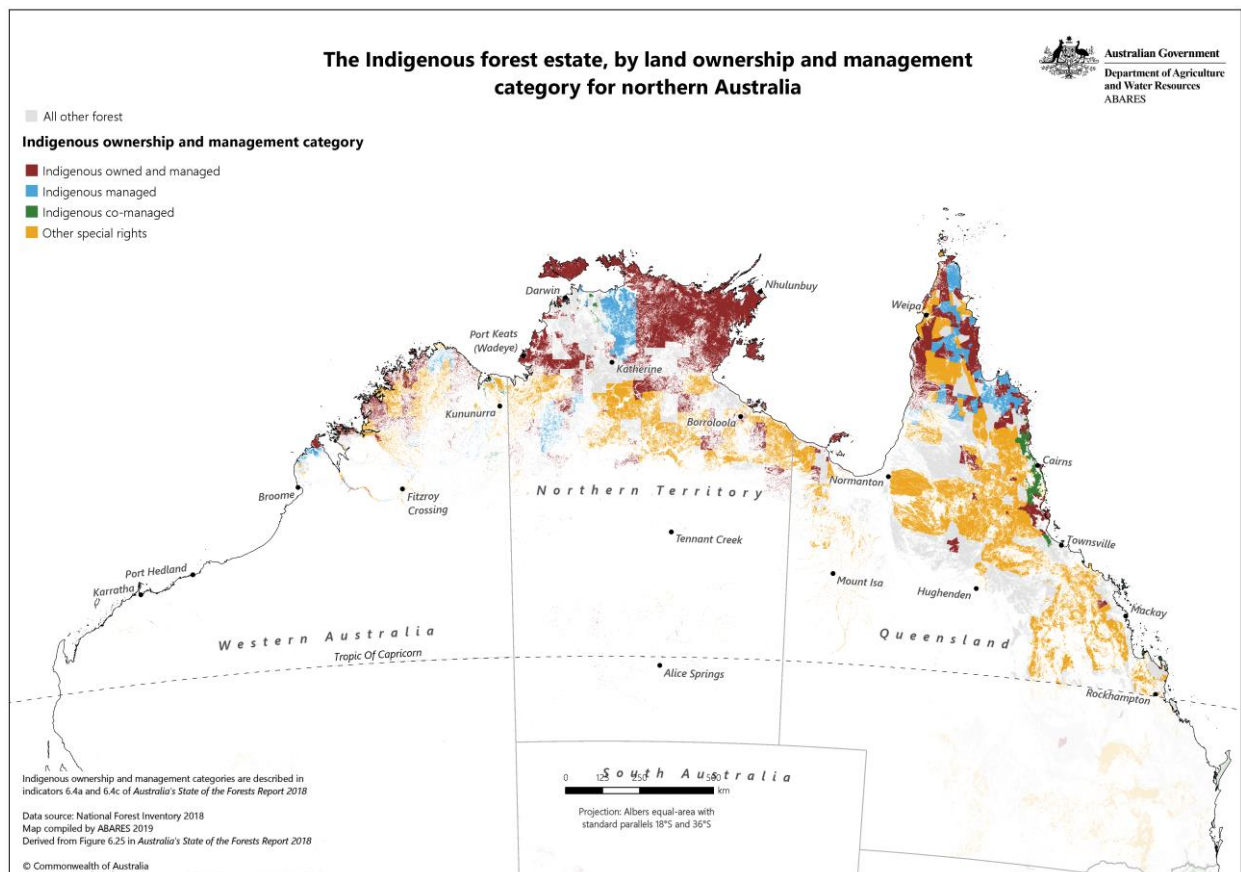 The Indigenous forest estate, by land ownership and management
category for northern Australia
Australian Government
Department of Agriculture
and Water Resources
ABARES
All other forest
Indigenous ownership and management category
Indigenous owned and managed
Indigenous managed
Indigenous co-managed
Other special rights
Darwin
Nhulunbuy
Weipa
Port Keats
(Wadeye)
Katherine
Kununurra
Borroloola
Cairns
Normanton
Broome
Fitzroy
Crossing
Northern Territory
Tennant Creek
Townsville
Port Hedland
Karratha
Mount Isa
Hughenden
Mackay
Western Australia
Queensland
Tropic Of Capricorn
Alice Springs
Rockhampton
South Australia
0 125 250 500
km
Projection: Albers equal-area with
standard parallels 18°S and 36°S
Indigenous ownership and management categories are described in
indicators 6.4a and 6.4c of Australia's State of the Forests Report 2018
Data source: National Forest Inventory 2018
Map compiled by ABARES 2019
Derived from Figure 6.25 in Australia's State of the Forests Report 2018
© Commonwealth of Australia